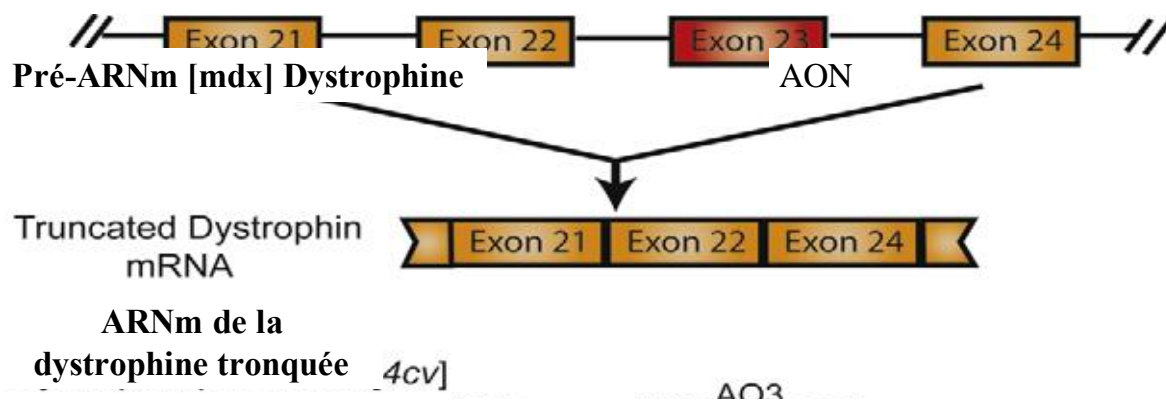 Exon 21 Exon 22 Exon 23 Exon 24
Pré-ARNm [mdx] Dystrophine AON
Truncated Dystrophin
mRNA
Exon 21 Exon 22 Exon 24
ARNm de la
dystrophine tronquée
4cv]
AO3